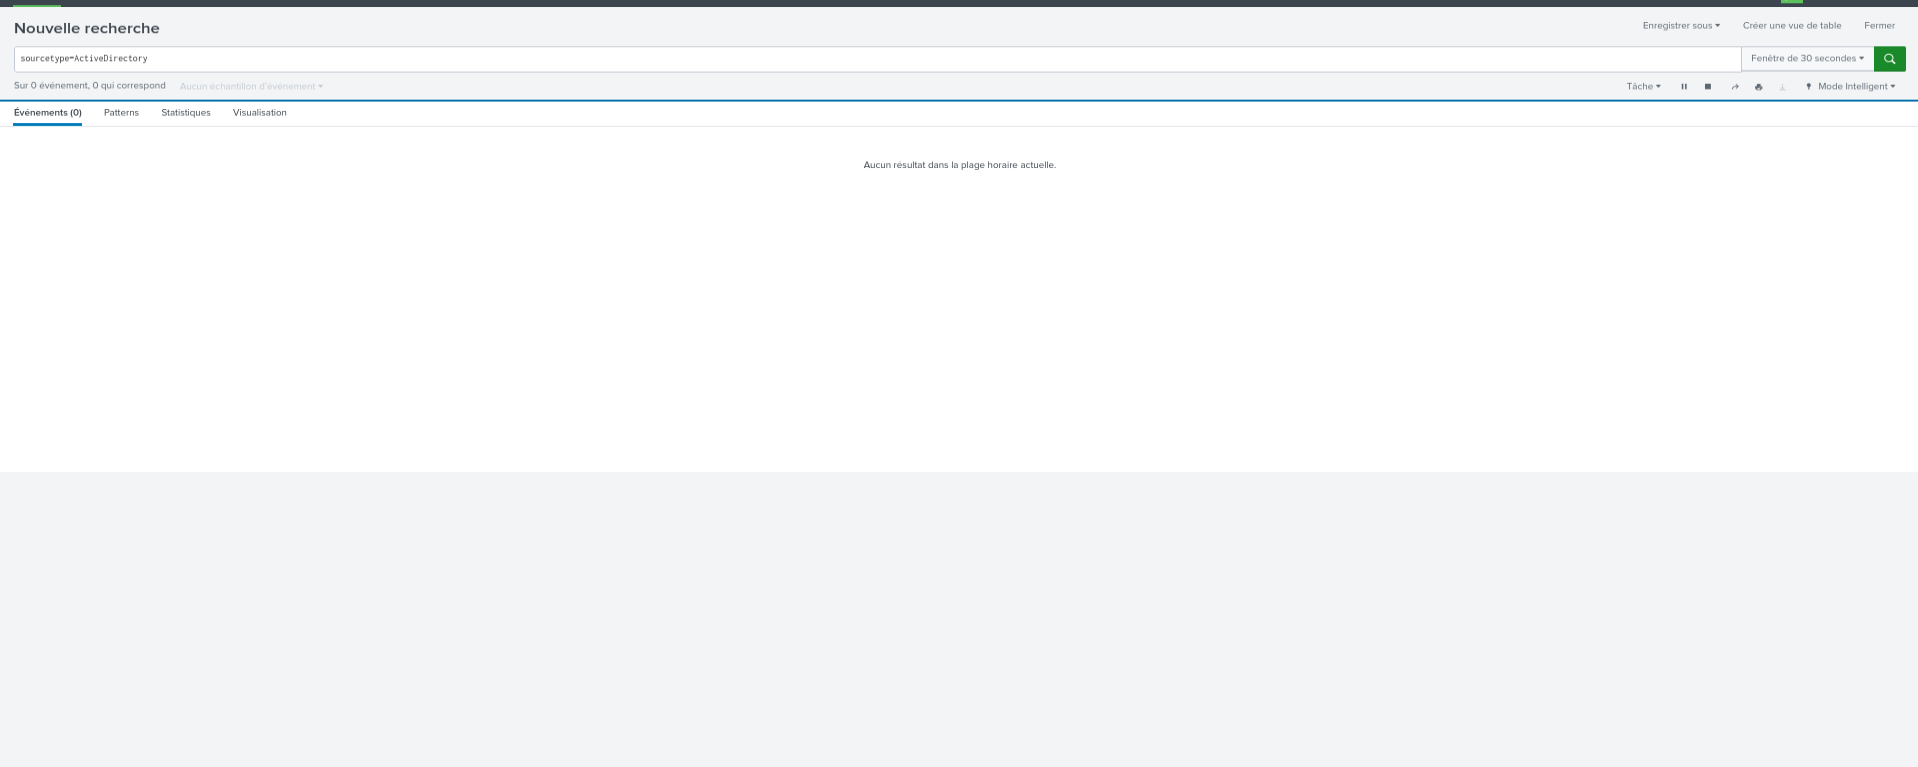 Nouvelle recherche
Enregistrer sous
Créer une vue de table
Fermer
sourcetype=ActiveDirectory
Fenêtre de 30 secondes
Sur 0 événement, 0 qui correspond
Aucun échantillon d'événement
Tâche
Mode Intelligent
Événements (0)
Patterns
Statistiques
Visualisation
Aucun résultat dans la plage horaire actuelle.